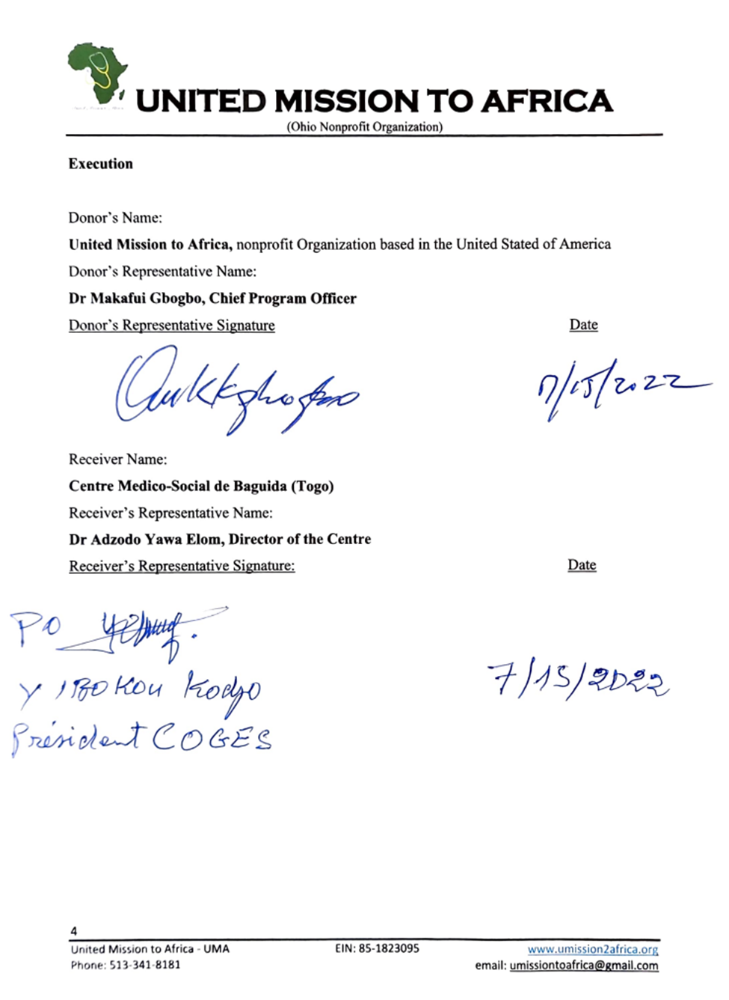 UNITED MISSION TO AFRICA
(Ohio Nonprofit Organization)
Execution
Donor's Name:
United Mission to Africa, nonprofit Organization based in the United Stated of America
Donor's Representative Name:
Dr Makafui Gbogbo, Chief Program Officer
Donor's Representative Signature Date
7/15/2022
Receiver Name:
Centre Medico-Social de Baguida (Togo)
Receiver's Representative Name:
Dr Adzodo Yawa Elom, Director of the Centre
Receiver's Representative Signature: Date
PO
Kodjo 7/15/2022
Président COGES
4
United Mission to Africa - UMA EIN: 85-1823095 www.umission2africa.org
Phone: 513-341-8181 email: umissiontoafrica@gmail.com